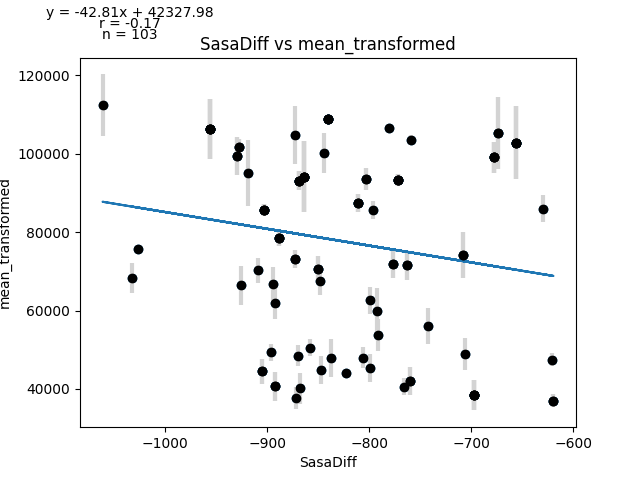 y = -42.81x + 42327.98
r = -0.17
n = 103
SasaDiff vs mean_transformed
120000
100000
80000
60000
40000
mean_transformed
−1000
−900
−800
−700
−600
SasaDiff